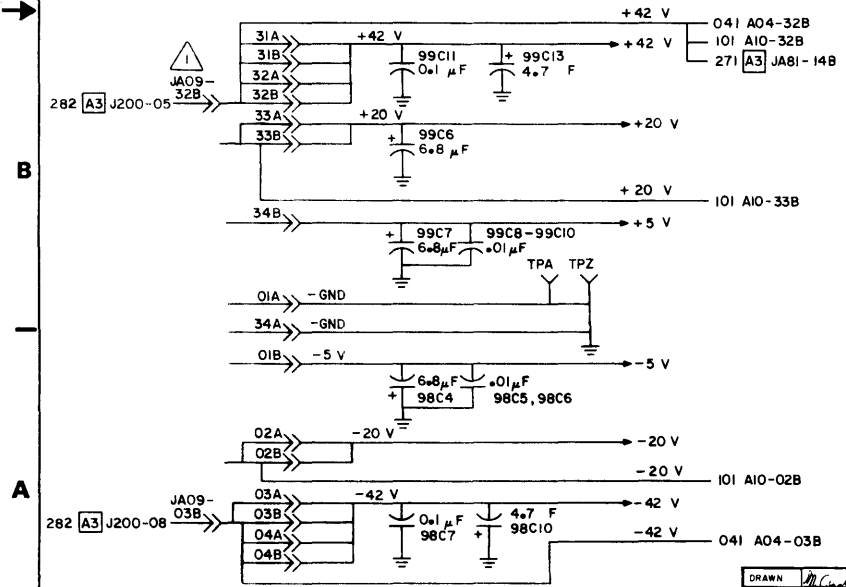 +42 V
041 A04-32B
31A
+42 V
+42 V
101 A10-32B
31B
99C11
0.1 µF
+ 99C13
4.7 F
271 A3 JA81-14B
1
32A
JA09-
32B
32B
282 A3 J200-05
33A
+20 V
+20 V
33B
+ 99C6
6.8 µF
B
+20 V
101 A10-33B
34B
+5 V
+ 99C7
6.8µF
99C8-99C10
.01µF
TPA TPZ
01A -GND
34A -GND
01B -5 V
-5 V
6.8µF
+ 98C4
.01µF
98C5, 98C6
02A
-20 V
-20 V
02B
-20 V
101 A10-02B
A
JA09-
03B
03A
-42 V
-42 V
282 A3 J200-08
03B
0.1 µF
98C7
4.7 F
+ 98C10
04A
-42 V
041 A04-03B
04B
DRAWN